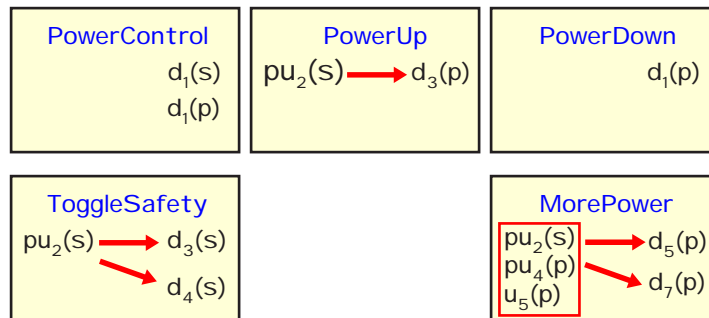 PowerControl
d₁(s)
d₁(p)
PowerUp
pu₂(s) d₃(p)
PowerDown
d₁(p)
ToggleSafety
pu₂(s) d₃(s)
d₄(s)
MorePower
pu₂(s) d₅(p)
pu₄(p) d₇(p)
u₅(p)